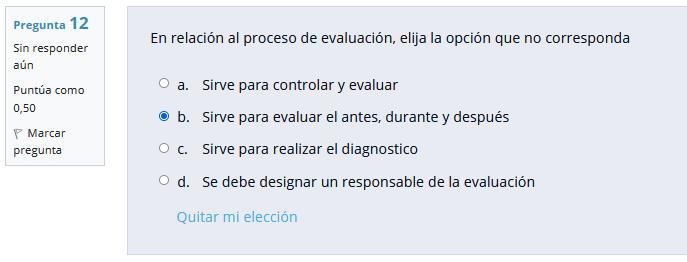 Pregunta 12
Sin responder
aún
Puntúa como
0,50
Marcar
pregunta
En relación al proceso de evaluación, elija la opción que no corresponda
a. Sirve para controlar y evaluar
b. Sirve para evaluar el antes, durante y después
c. Sirve para realizar el diagnostico
d. Se debe designar un responsable de la evaluación
Quitar mi elección